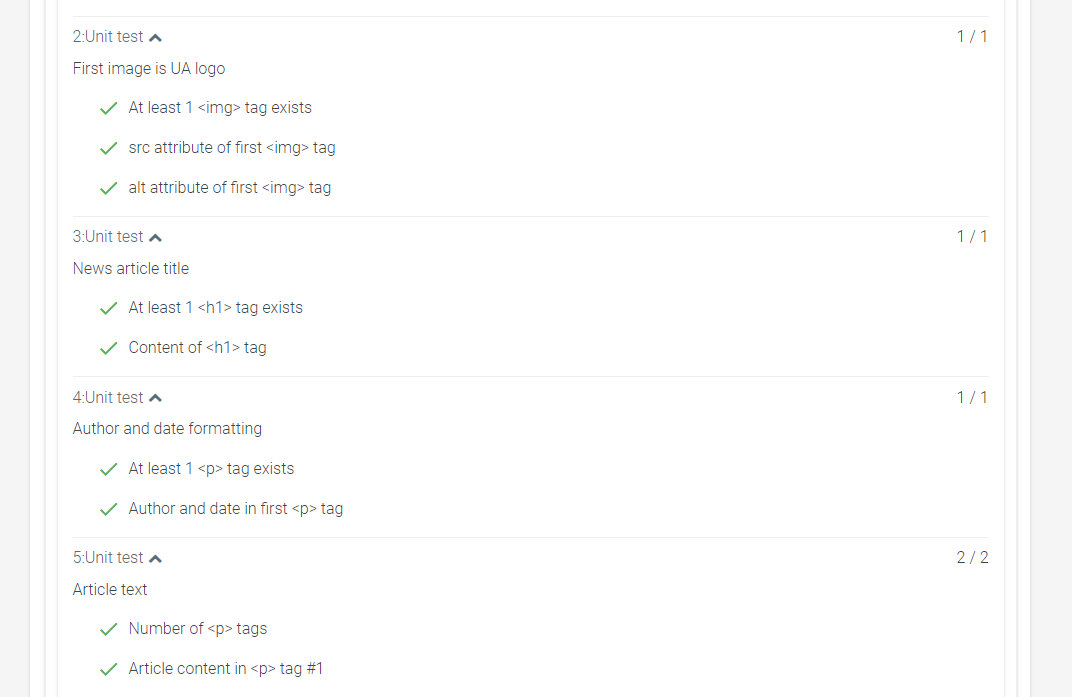 2:Unit test
1 / 1
First image is UA logo
At least 1 <img> tag exists
src attribute of first <img> tag
alt attribute of first <img> tag
3:Unit test
1 / 1
News article title
At least 1 <h1> tag exists
Content of <h1> tag
4:Unit test
1 / 1
Author and date formatting
At least 1 <p> tag exists
Author and date in first <p> tag
5:Unit test
2 / 2
Article text
Number of <p> tags
Article content in <p> tag #1